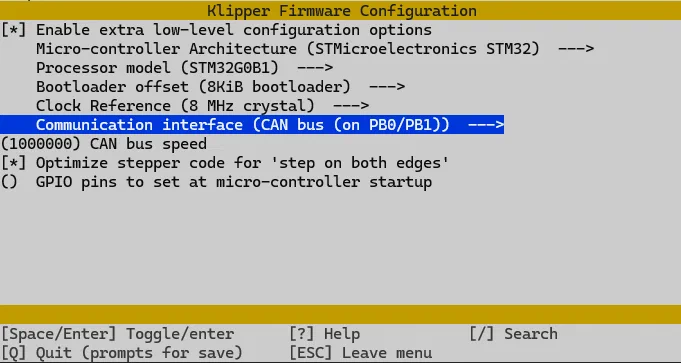 Klipper Firmware Configuration
[*] Enable extra low-level configuration options
Micro-controller Architecture (STMicroelectronics STM32)  --->
Processor model (STM32G0B1)  --->
Bootloader offset (8KiB bootloader)  --->
Clock Reference (8 MHz crystal)  --->
Communication interface (CAN bus (on PB0/PB1))  --->
(1000000) CAN bus speed
[*] Optimize stepper code for 'step on both edges'
()  GPIO pins to set at micro-controller startup
[Space/Enter] Toggle/enter      [?] Help            [/] Search
[Q] Quit (prompts for save)     [ESC] Leave menu